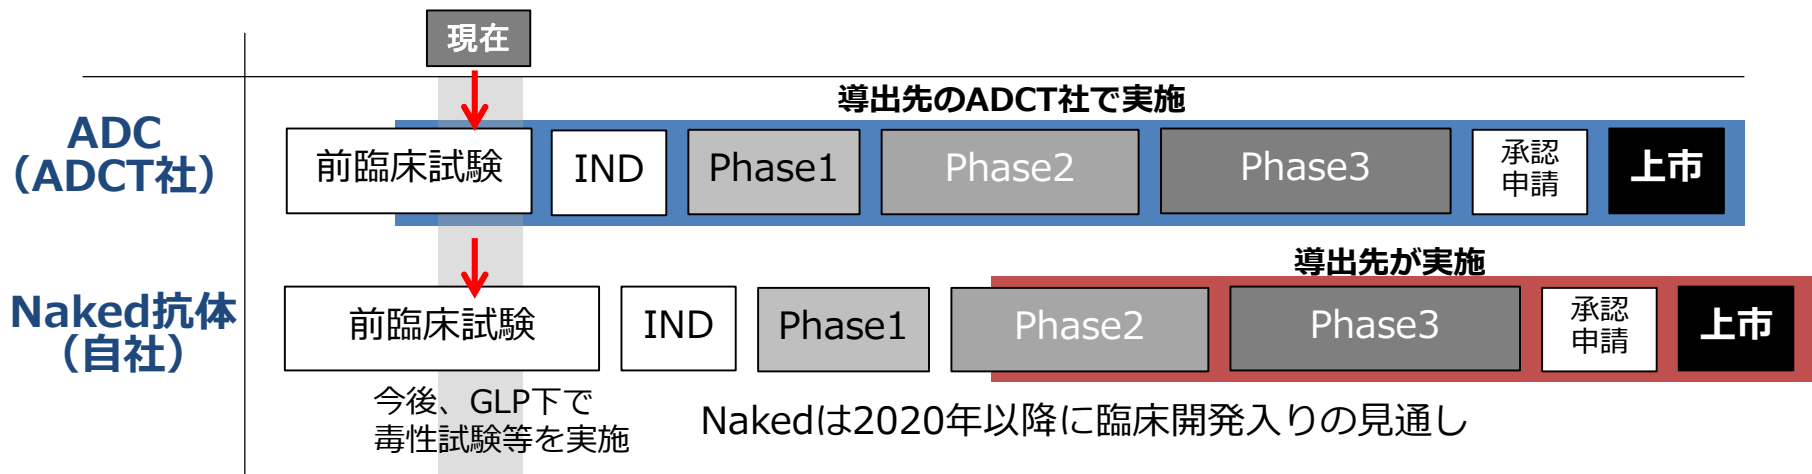 現在
導出先のADCT社で実施
ADC
（ADCT社）
前臨床試験
IND
Phase1
Phase2
Phase3
承認
申請
上市
導出先が実施
Naked抗体
（自社）
前臨床試験
IND
Phase1
Phase2
Phase3
承認
申請
上市
今後、GLP下で
毒性試験等を実施
Nakedは2020年以降に臨床開発入りの見通し